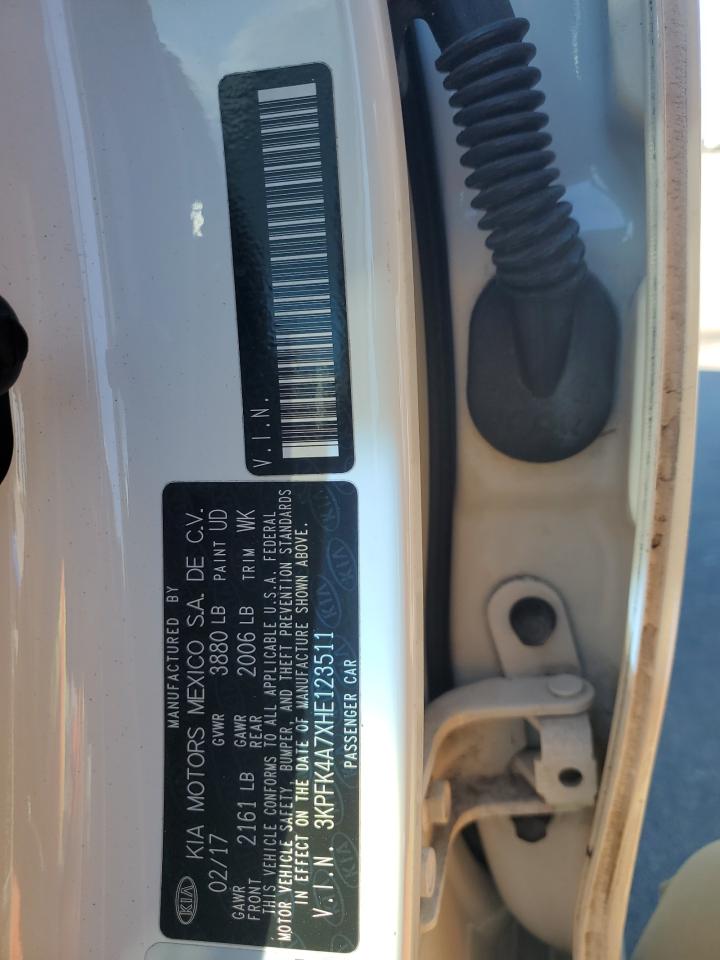 V.I.N.
MANUFACTURED BY
KIA KIA MOTORS MEXICO S.A. DE C.V.
02/17 GVWR 3880 LB PAINT UD
GAWR FRONT 2161 LB GAWR REAR 2006 LB TRIM WK
THIS VEHICLE CONFORMS TO ALL APPLICABLE U.S.A. FEDERAL
MOTOR VEHICLE SAFETY, BUMPER, AND THEFT PREVENTION STANDARDS
IN EFFECT ON THE DATE OF MANUFACTURE SHOWN ABOVE.
V.I.N. 3KPFK4A7XHE123511
PASSENGER CAR